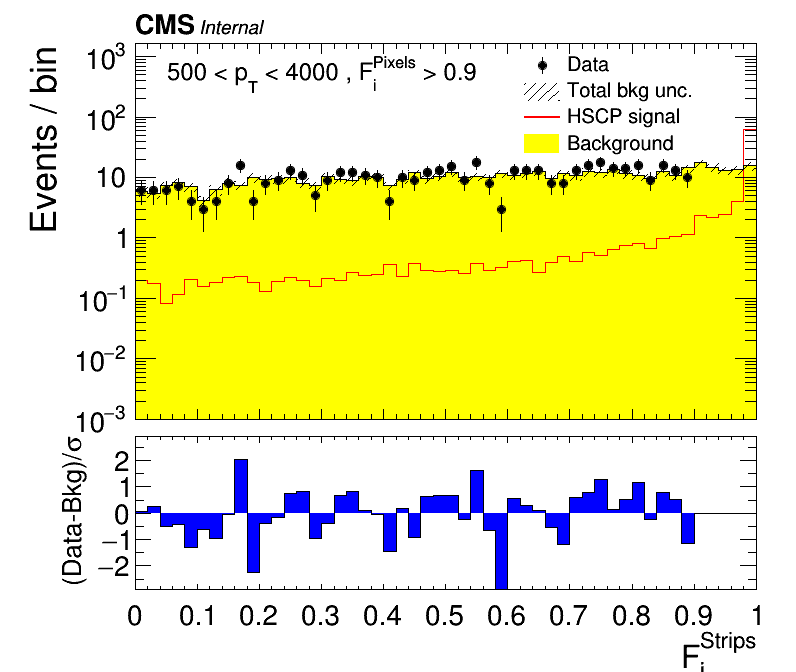 CMS Internal
500 < p_T < 4000 , F_i^Pixels > 0.9
Data
Total bkg unc.
HSCP signal
Background
Events / bin
10^3
10^2
10
1
10^−1
10^−2
10^−3
(Data-Bkg)/σ
2
1
0
−1
−2
0 0.1 0.2 0.3 0.4 0.5 0.6 0.7 0.8 0.9 1
F_i^Strips